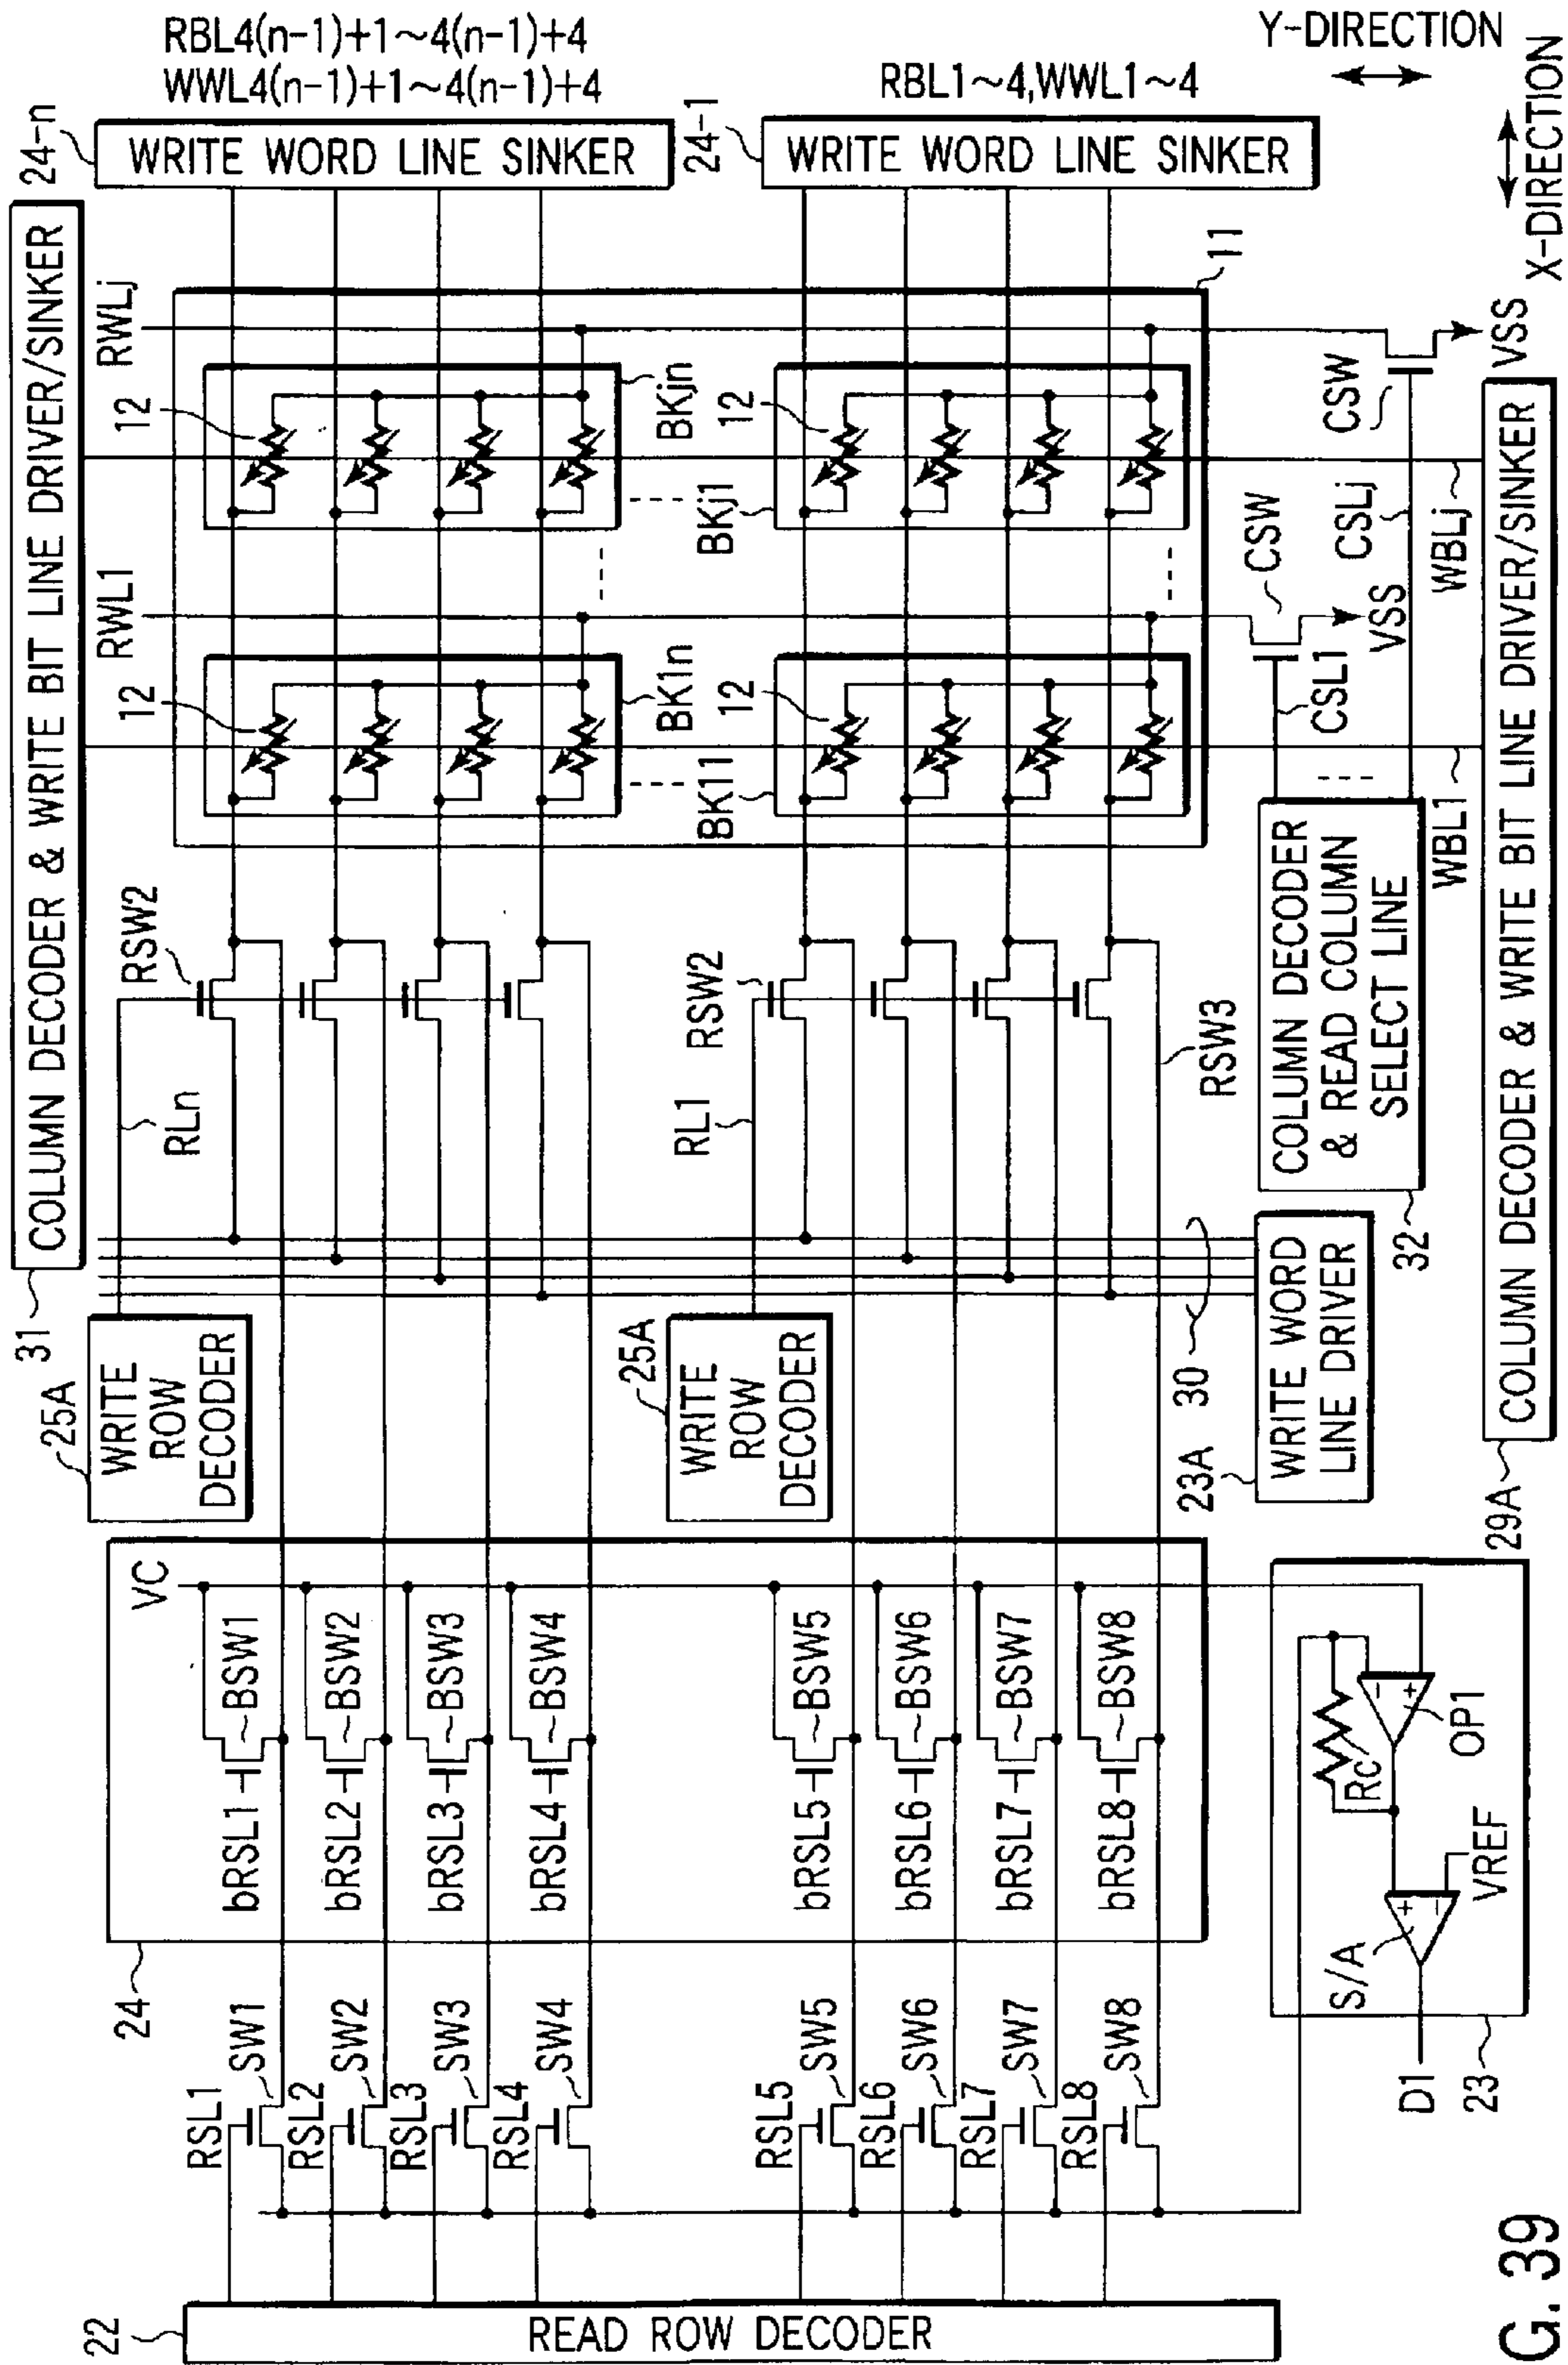 31
COLUMN DECODER & WRITE BIT LINE DRIVER/SINKER
RBL4(n-1)+1~4(n-1)+4
WWL4(n-1)+1~4(n-1)+4
24-n
WRITE WORD LINE SINKER
RBL1~4,WWL1~4
24-1
WRITE WORD LINE SINKER
Y-DIRECTION
X-DIRECTION
RWL1
RWLj
11
12
BK1n
12
BKjn
BK11
12
BKj1
12
25A
WRITE
ROW
DECODER
RLn
RSW2
25A
WRITE
ROW
DECODER
RL1
RSW2
RSW3
30
23A
WRITE WORD
LINE DRIVER
32
COLUMN DECODER
& READ COLUMN
SELECT LINE
CSL1
CSW
VSS
CSLj
CSW
VSS
WBL1
WBLj
29A
COLUMN DECODER & WRITE BIT LINE DRIVER/SINKER
24
VC
bRSL1
BSW1
bRSL2
BSW2
bRSL3
BSW3
bRSL4
BSW4
bRSL5
BSW5
bRSL6
BSW6
bRSL7
BSW7
bRSL8
BSW8
RSL1
SW1
RSL2
SW2
RSL3
SW3
RSL4
SW4
RSL5
SW5
RSL6
SW6
RSL7
SW7
RSL8
SW8
22
READ ROW DECODER
23
D1
S/A
+
-
VREF
Rc
-
+
OP1
G. 39